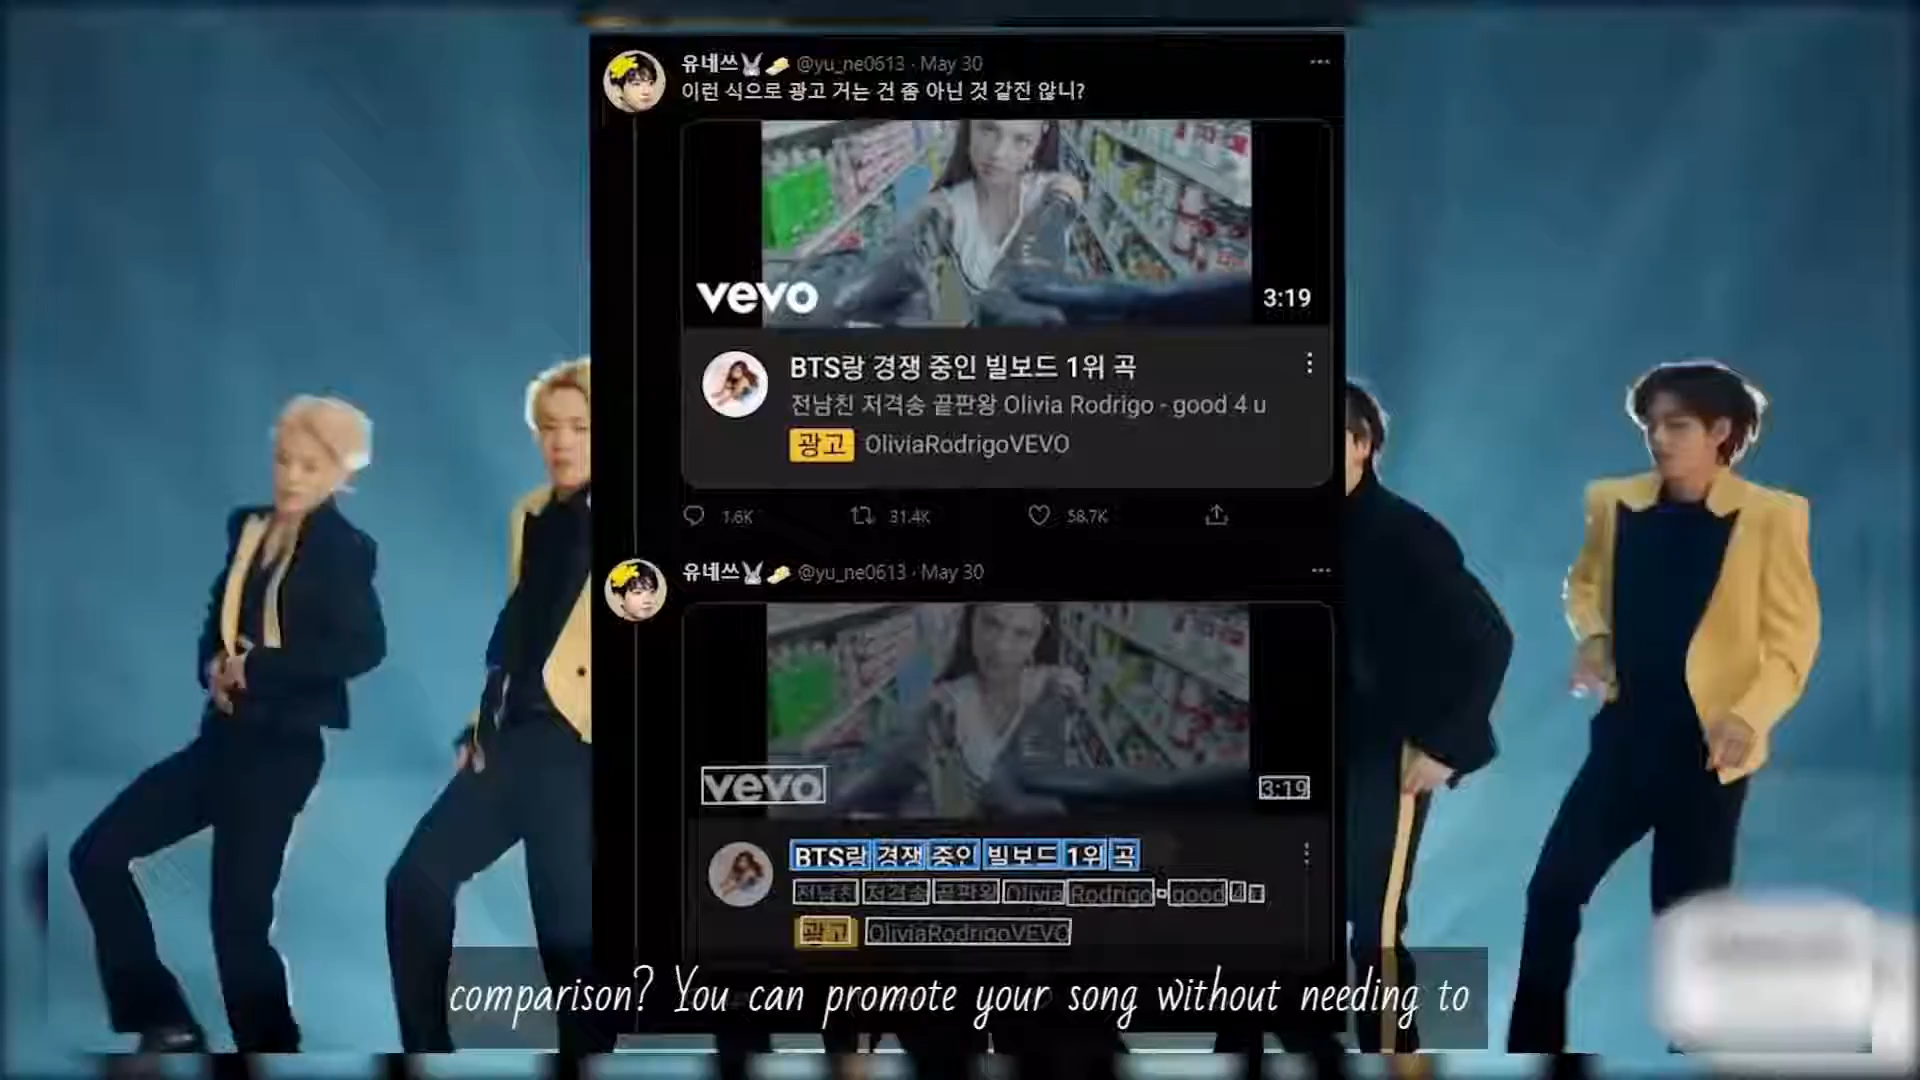 유네쓰 @yu_ne0613 · May 30
이런 식으로 광고 거는 건 좀 아닌 것 같진 않니?
vevo
3:19
BTS랑 경쟁 중인 빌보드 1위 곡
전남친 저격송 끝판왕 Olivia Rodrigo - good 4 u
광고 OliviaRodrigoVEVO
1.6K 31.4K 58.7K
유네쓰 @yu_ne0613 · May 30
vevo
3:19
BTS랑 경쟁 중인 빌보드 1위 곡
전남친 저격송 끝판왕 Olivia Rodrigo - good 4 u
광고 OliviaRodrigoVEVO
comparison? You can promote your song without needing to